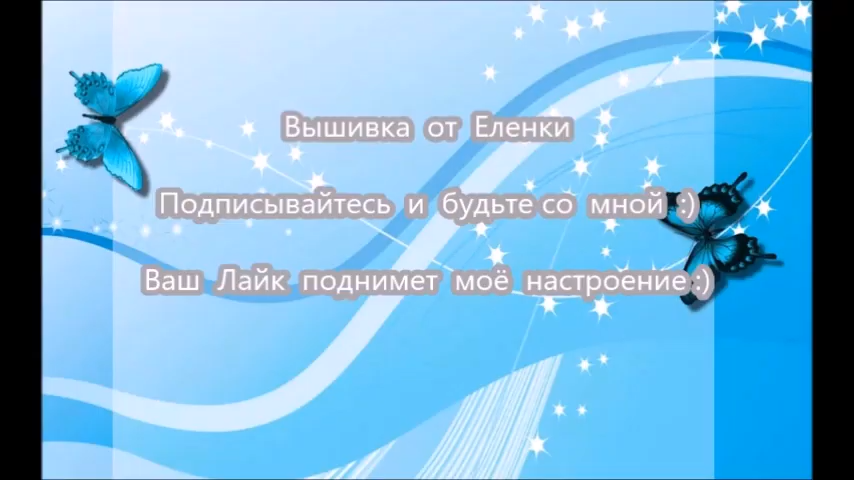 Вышивка от Еленки
Подписывайтесь и будьте со мной :)
Ваш Лайк поднимет моё настроение :)